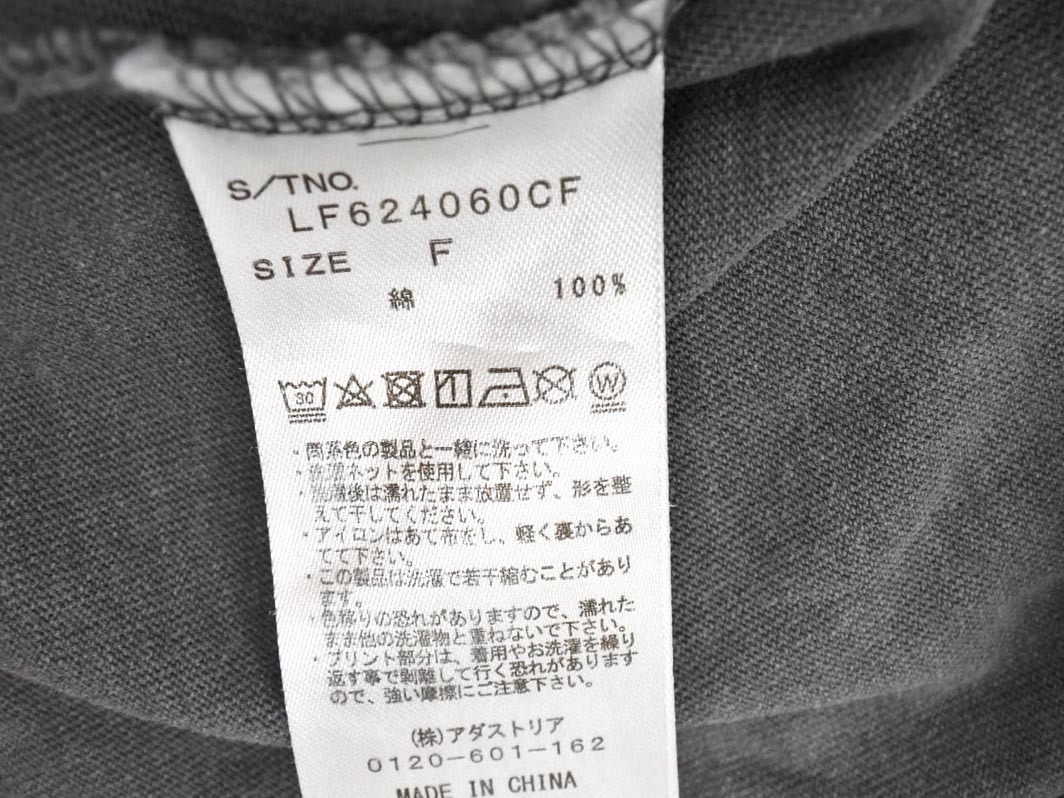 S/TNO.
LF624060CF
SIZE F
綿 100%
30
W
・同系色の製品と一緒に洗って下さい。
・洗濯ネットを使用して下さい。
・洗濯後は濡れたまま放置せず、形を整
えて干してください。
・アイロンはあて布をし、軽く裏からあ
てて下さい。
・この製品は洗濯で若干縮むことがあり
ます。
・色移りの恐れがありますので、濡れた
まま他の洗濯物と重ねないで下さい。
・プリント部分は、着用やお洗濯を繰り
返す事で剥離して行く恐れがあります
ので、強い摩擦にご注意下さい。
(株)アダストリア
0120-601-162
MADE IN CHINA